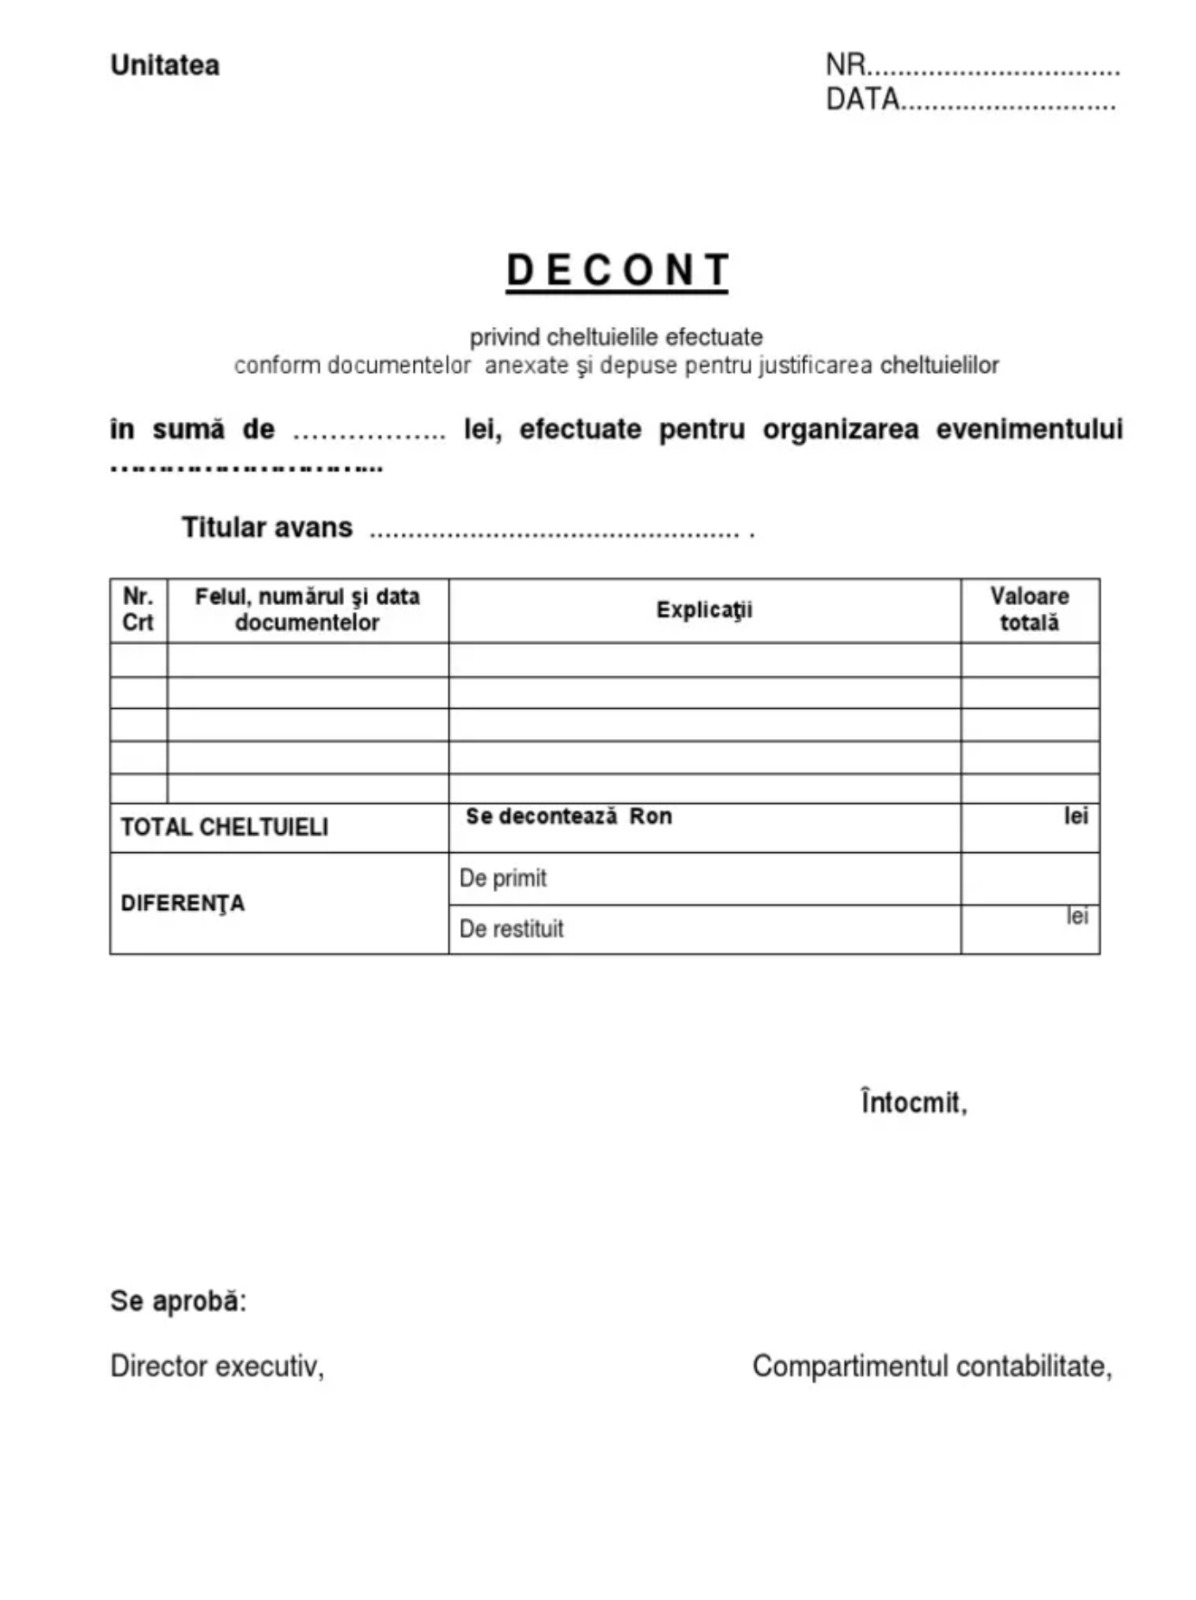 Unitatea
NR.................................
DATA............................
D E C O N T
privind cheltuielile efectuate
conform documentelor anexate şi depuse pentru justificarea cheltuielilor
în sumă de …………….. lei, efectuate pentru organizarea evenimentului
…………………………..
Titular avans ................................................ .
Nr. Crt
Felul, numărul şi data
documentelor
Explicaţii
Valoare
totală
TOTAL CHELTUIELI
Se decontează Ron
lei
DIFERENŢA
De primit
De restituit
lei
Întocmit,
Se aprobă:
Director executiv,
Compartimentul contabilitate,